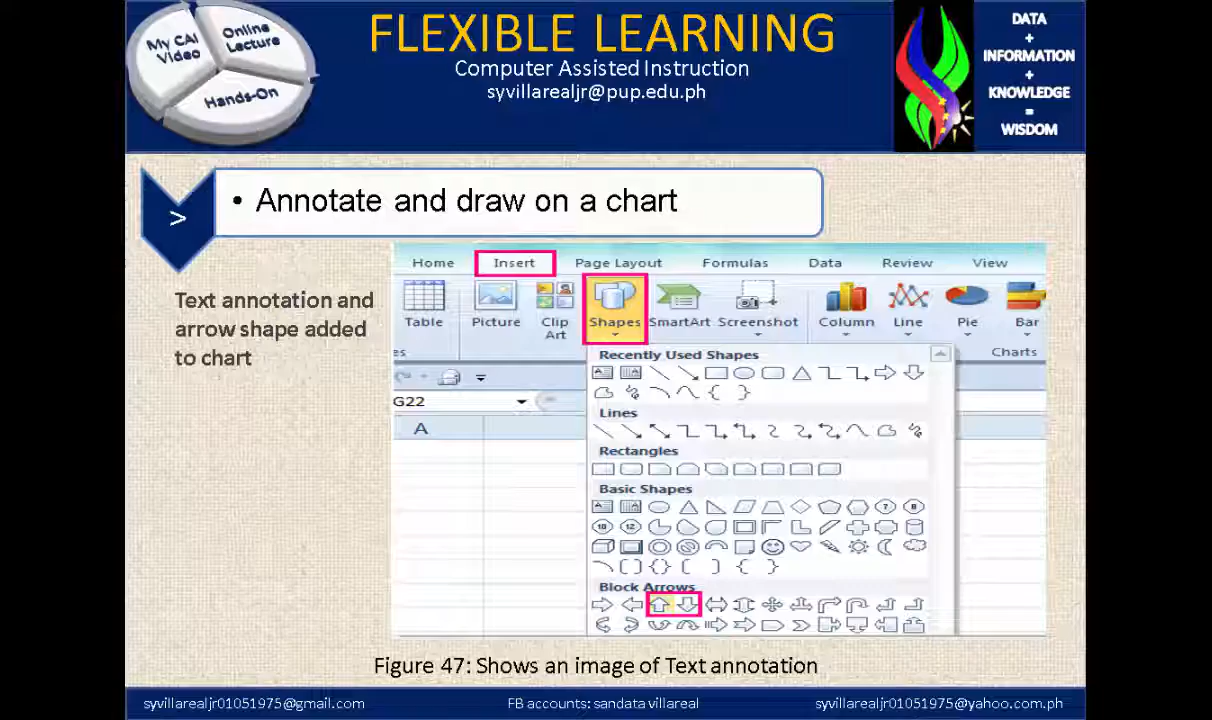 My CAI
Video
Online
Lecture
Hands-On
FLEXIBLE LEARNING
Computer Assisted Instruction
syvillarealjr@pup.edu.ph
DATA
+
INFORMATION
+
KNOWLEDGE
=
WISDOM
>
• Annotate and draw on a chart
Text annotation and
arrow shape added
to chart
Home Insert Page Layout Formulas Data Review View
Table Picture Clip Art Shapes SmartArt Screenshot Column Line Pie Bar
es Charts
Recently Used Shapes
G22
Lines
A
Rectangles
Basic Shapes
Block Arrows
Figure 47: Shows an image of Text annotation
syvillarealjr01051975@gmail.com FB accounts: sandata villareal syvillarealjr01051975@yahoo.com.ph